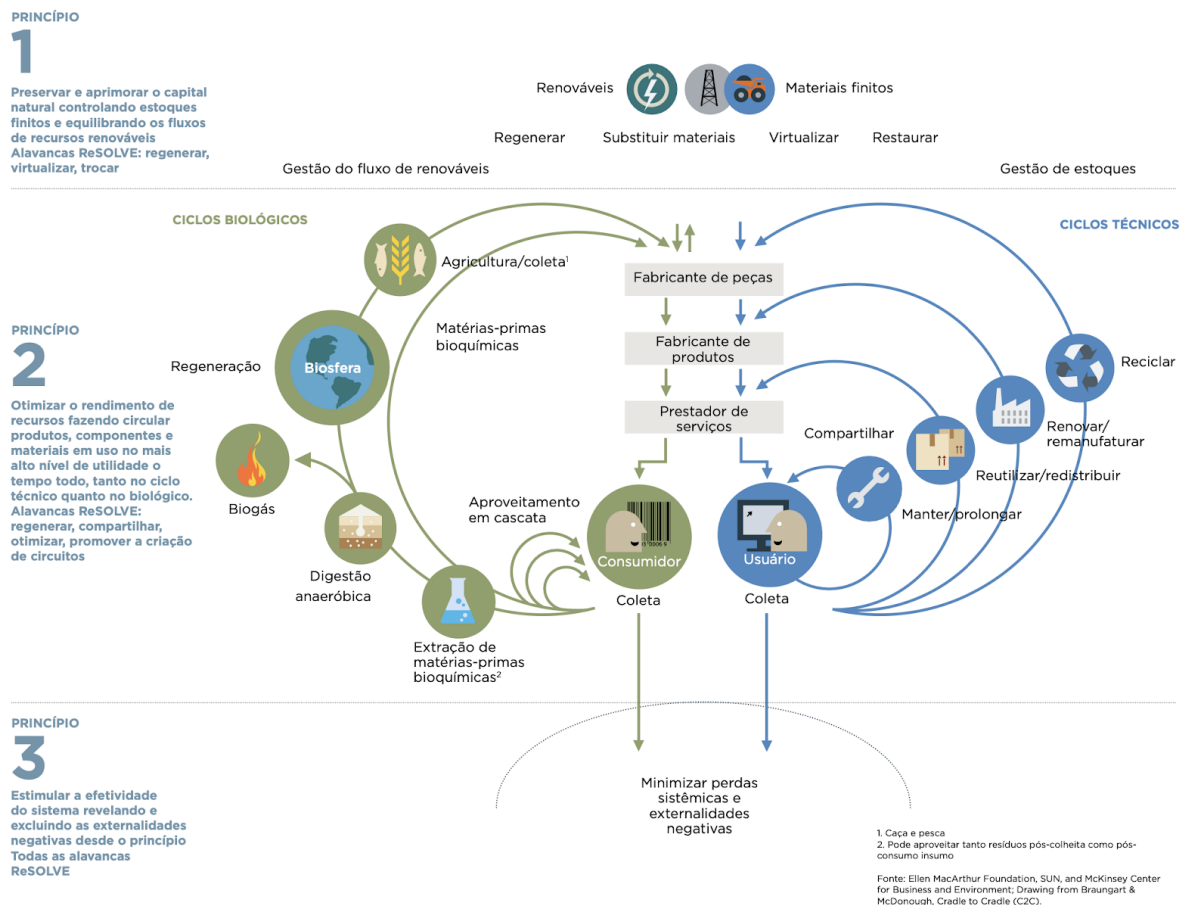 PRINCÍPIO
1
Preservar e aprimorar o capital
natural controlando estoques
finitos e equilibrando os fluxos
de recursos renováveis
Alavancas ReSOLVE: regenerar,
virtualizar, trocar
Renováveis
Materiais finitos
Regenerar
Substituir materiais
Virtualizar
Restaurar
Gestão do fluxo de renováveis
Gestão de estoques
PRINCÍPIO
2
Otimizar o rendimento de
recursos fazendo circular
produtos, componentes e
materiais em uso no mais
alto nível de utilidade o
tempo todo, tanto no ciclo
técnico quanto no biológico.
Alavancas ReSOLVE:
regenerar, compartilhar,
otimizar, promover a criação
de circuitos
CICLOS BIOLÓGICOS
CICLOS TÉCNICOS
Agricultura/coleta¹
Matérias-primas
bioquímicas
Regeneração
Biosfera
Biogás
Digestão
anaeróbica
Extração de
matérias-primas
bioquímicas²
Aproveitamento
em cascata
Fabricante de peças
Fabricante de
produtos
Prestador de
serviços
Consumidor
Coleta
Usuário
Coleta
Compartilhar
Manter/prolongar
Reutilizar/redistribuir
Renovar/
remanufaturar
Reciclar
PRINCÍPIO
3
Estimular a efetividade
do sistema revelando e
excluindo as externalidades
negativas desde o princípio
Todas as alavancas
ReSOLVE
Minimizar perdas
sistêmicas e
externalidades
negativas
1. Caça e pesca
2. Pode aproveitar tanto resíduos pós-colheita como pós-
consumo insumo
Fonte: Ellen MacArthur Foundation, SUN, and McKinsey Center
for Business and Environment; Drawing from Braungart &
McDonough, Cradle to Cradle (C2C).